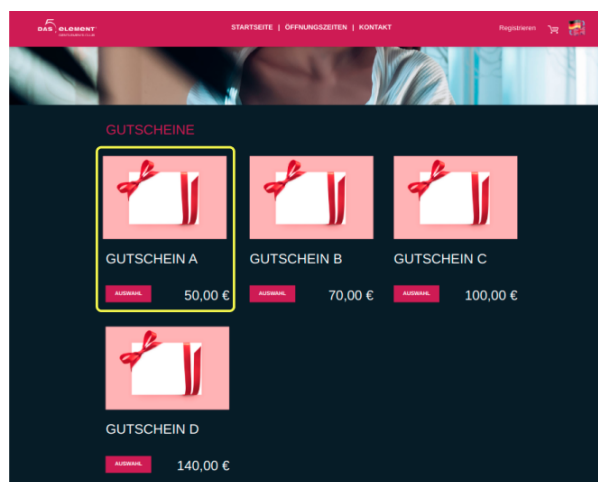 DAS 5 ELEMENT
STARTSEITE | ÖFFNUNGSZEITEN | KONTAKT
Registrieren
GUTSCHEINE
GUTSCHEIN A
GUTSCHEIN B
GUTSCHEIN C
AUSWAHL 50,00 €
AUSWAHL 70,00 €
AUSWAHL 100,00 €
GUTSCHEIN D
AUSWAHL 140,00 €